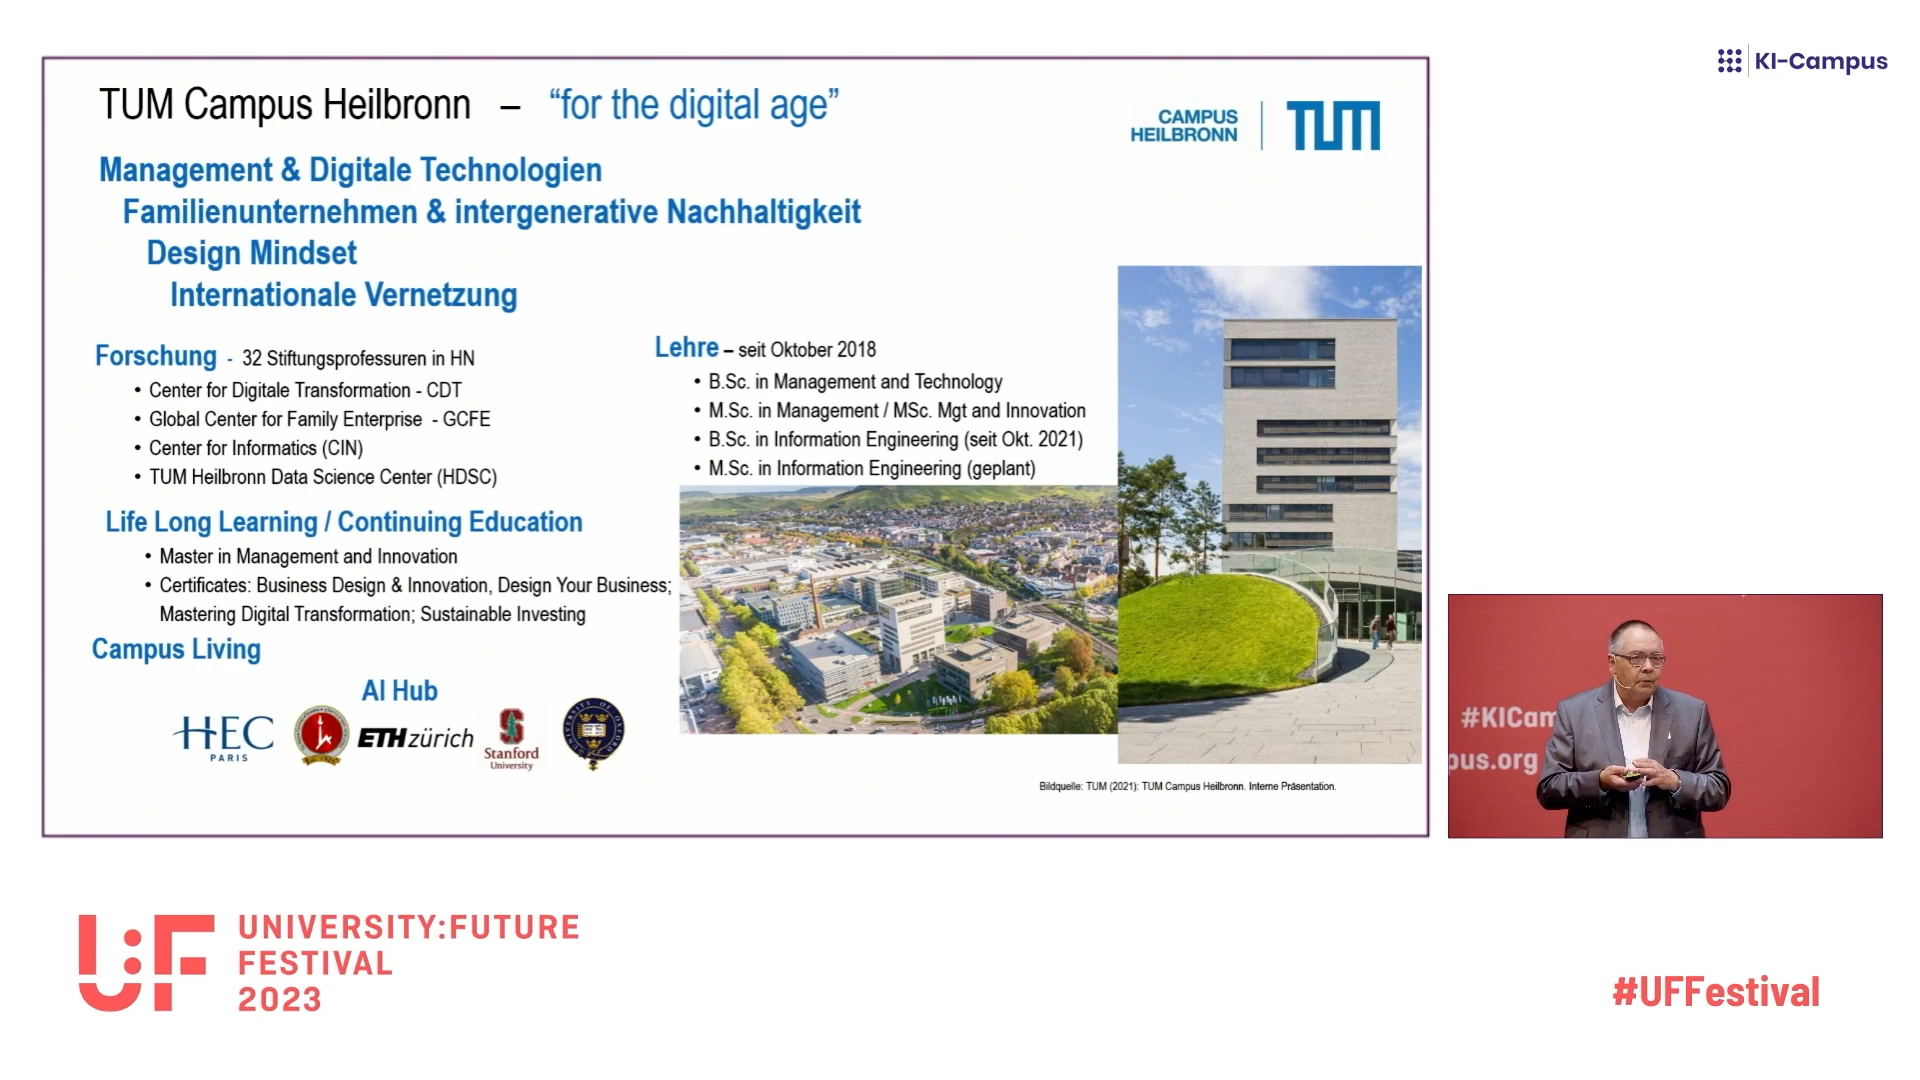 KI-Campus
TUM Campus Heilbronn – “for the digital age”
CAMPUS
HEILBRONN
TUM
Management & Digitale Technologien
Familienunternehmen & intergenerative Nachhaltigkeit
Design Mindset
Internationale Vernetzung
Forschung - 32 Stiftungsprofessuren in HN
• Center for Digitale Transformation - CDT
• Global Center for Family Enterprise - GCFE
• Center for Informatics (CIN)
• TUM Heilbronn Data Science Center (HDSC)
Lehre – seit Oktober 2018
• B.Sc. in Management and Technology
• M.Sc. in Management / MSc. Mgt and Innovation
• B.Sc. in Information Engineering (seit Okt. 2021)
• M.Sc. in Information Engineering (geplant)
Life Long Learning / Continuing Education
• Master in Management and Innovation
• Certificates: Business Design & Innovation, Design Your Business;
Mastering Digital Transformation; Sustainable Investing
Campus Living
AI Hub
HEC
PARIS
ETH zürich
Stanford
University
UNIVERSITY OF OXFORD
Bildquelle: TUM (2021): TUM Campus Heilbronn. Interne Präsentation.
#KICam
pus.org
U:F
UNIVERSITY:FUTURE
FESTIVAL
2023
#UFFestival